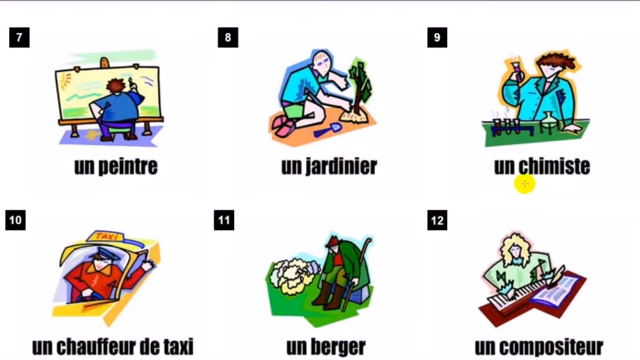 7
8
9
un peintre
un jardinier
un chimiste
10
11
12
TAXI
un chauffeur de taxi
un berger
un compositeur